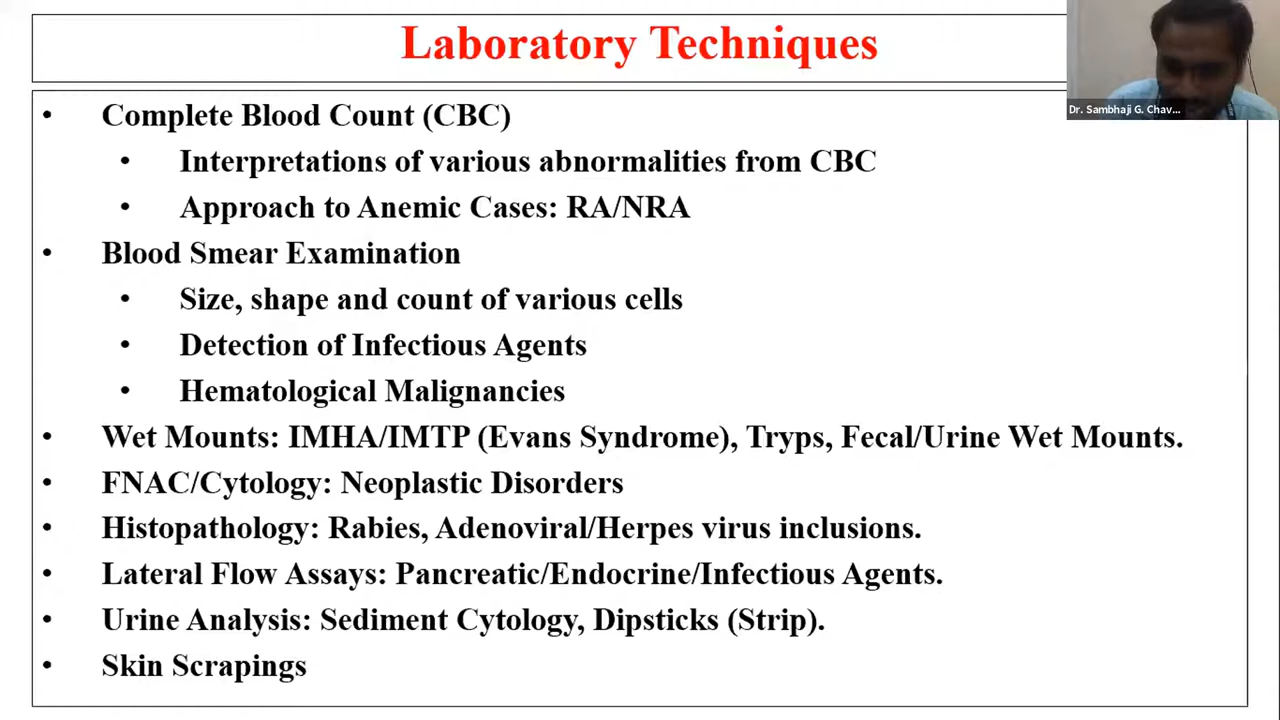 Laboratory Techniques
Dr. Sambhaji G. Chav...
• Complete Blood Count (CBC)
• Interpretations of various abnormalities from CBC
• Approach to Anemic Cases: RA/NRA
• Blood Smear Examination
• Size, shape and count of various cells
• Detection of Infectious Agents
• Hematological Malignancies
• Wet Mounts: IMHA/IMTP (Evans Syndrome), Tryps, Fecal/Urine Wet Mounts.
• FNAC/Cytology: Neoplastic Disorders
• Histopathology: Rabies, Adenoviral/Herpes virus inclusions.
• Lateral Flow Assays: Pancreatic/Endocrine/Infectious Agents.
• Urine Analysis: Sediment Cytology, Dipsticks (Strip).
• Skin Scrapings